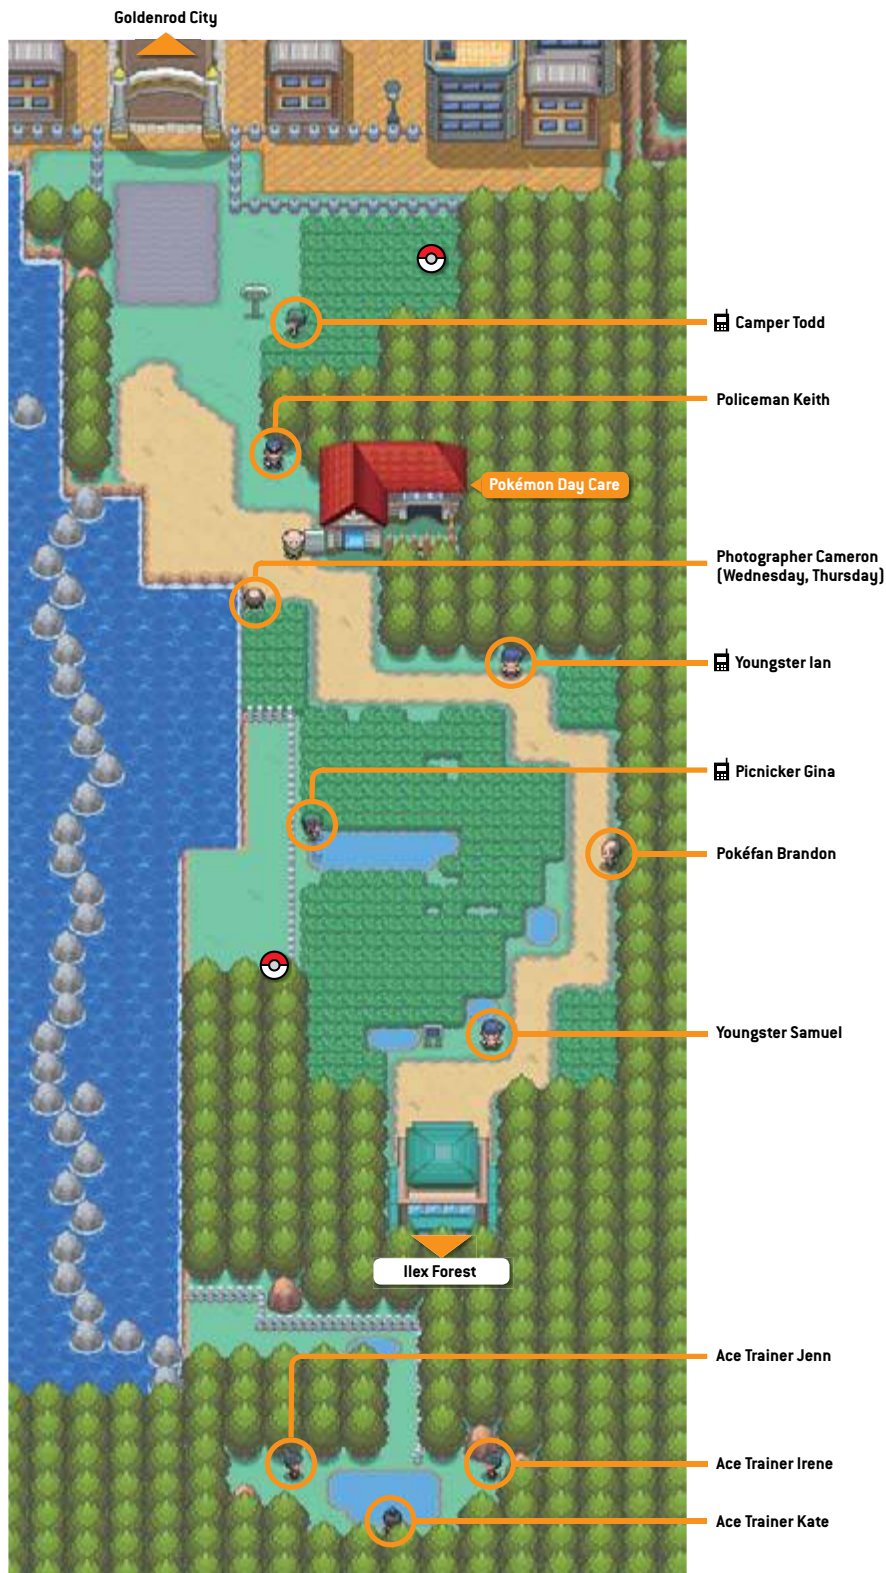 Goldenrod City
Camper Todd
Policeman Keith
Pokémon Day Care
Photographer Cameron
(Wednesday, Thursday)
Youngster Ian
Picnicker Gina
Pokéfan Brandon
Youngster Samuel
Ilex Forest
Ace Trainer Jenn
Ace Trainer Irene
Ace Trainer Kate